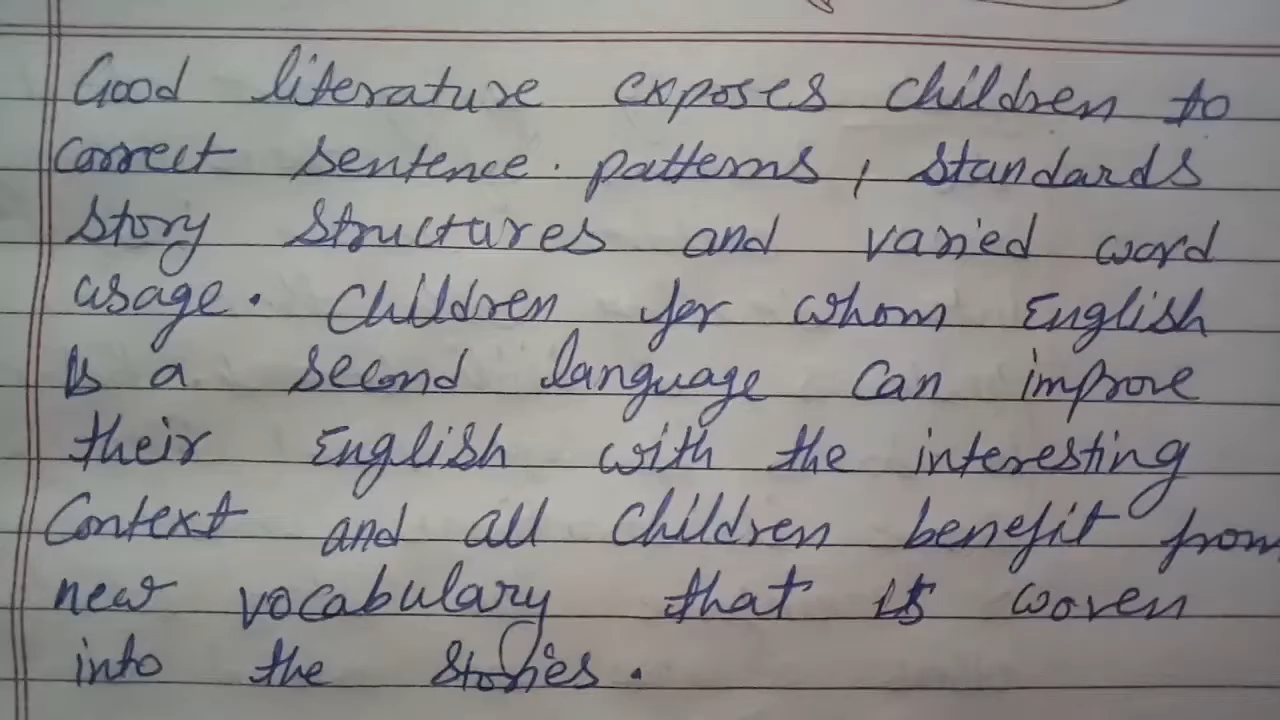 Good literature exposes children to
correct sentence. patterns, standards
story structures and varied word
usage. Children for whom English
is a second language can improve
their English with the interesting
Context and all children benefit from
new vocabulary that is woven
into the stories.